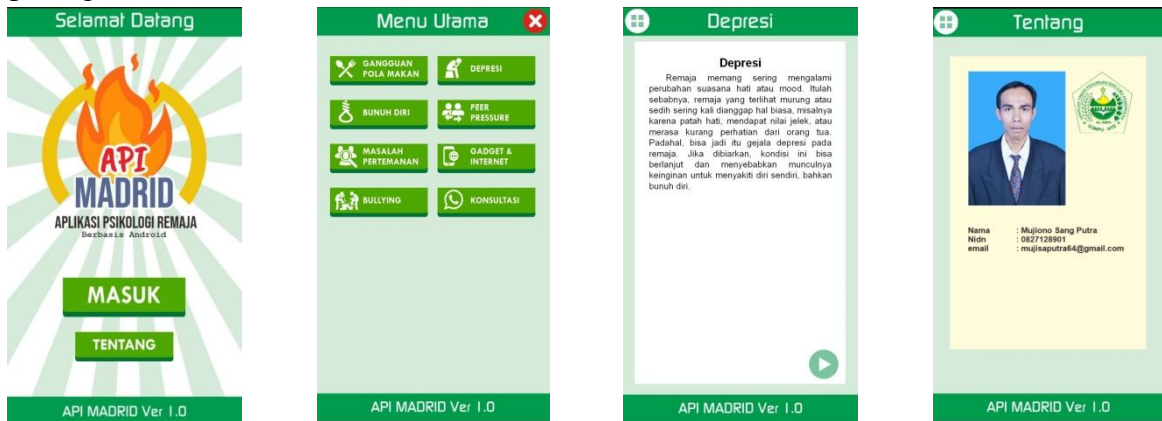 Selamat Datang
API
MADRID
APLIKASI PSIKOLOGI REMAJA
Berbasis Android
MASUK
TENTANG
API MADRID Ver 1.0
Menu Utama
GANGGUAN
POLA MAKAN
DEPRESI
BUNUH DIRI
PEER
PRESSURE
MASALAH
PERTEMANAN
GADGET &
INTERNET
BULLYING
KONSULTASI
API MADRID Ver 1.0
Depresi
Depresi
Remaja memang sering mengalami
perubahan suasana hati atau mood. Itulah
sebabnya, remaja yang terlihat murung atau
sedih sering kali dianggap hal biasa, misalnya
karena patah hati, mendapat nilai jelek, atau
merasa kurang perhatian dari orang tua.
Padahal, bisa jadi itu gejala depresi pada
remaja. Jika dibiarkan, kondisi ini bisa
berlanjut dan menyebabkan munculnya
keinginan untuk menyakiti diri sendiri, bahkan
bunuh diri.
API MADRID Ver 1.0
Tentang
Nama : Mujiono Sang Putra
Nidn : 0827128901
email : mujisaputra64@gmail.com
API MADRID Ver 1.0